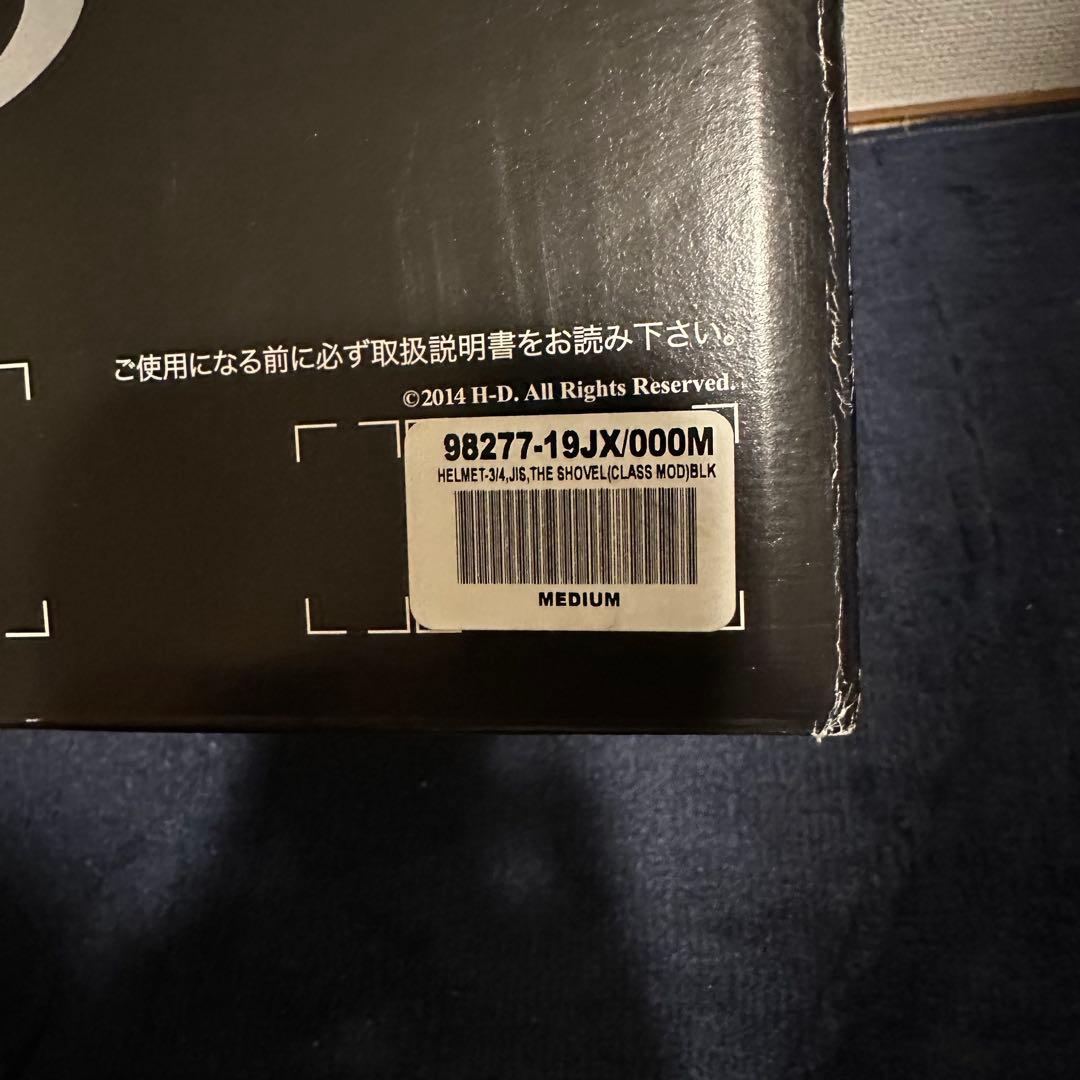 ご使用になる前に必ず取扱説明書をお読み下さい。
©2014 H-D. All Rights Reserved.
98277-19JX/000M
HELMET-3/4,JIS,THE SHOVEL(CLASS MOD)BLK
MEDIUM